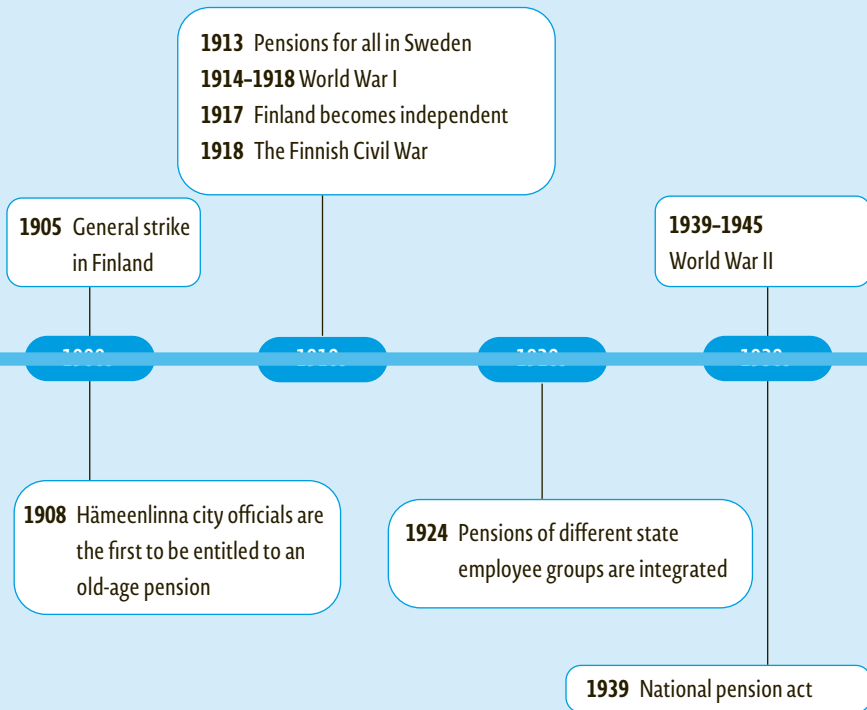 1913 Pensions for all in Sweden
1914–1918 World War I
1917 Finland becomes independent
1918 The Finnish Civil War
1905 General strike
in Finland
1939–1945
World War II
1908 Hämeenlinna city officials are
the first to be entitled to an
old-age pension
1924 Pensions of different state
employee groups are integrated
1939 National pension act